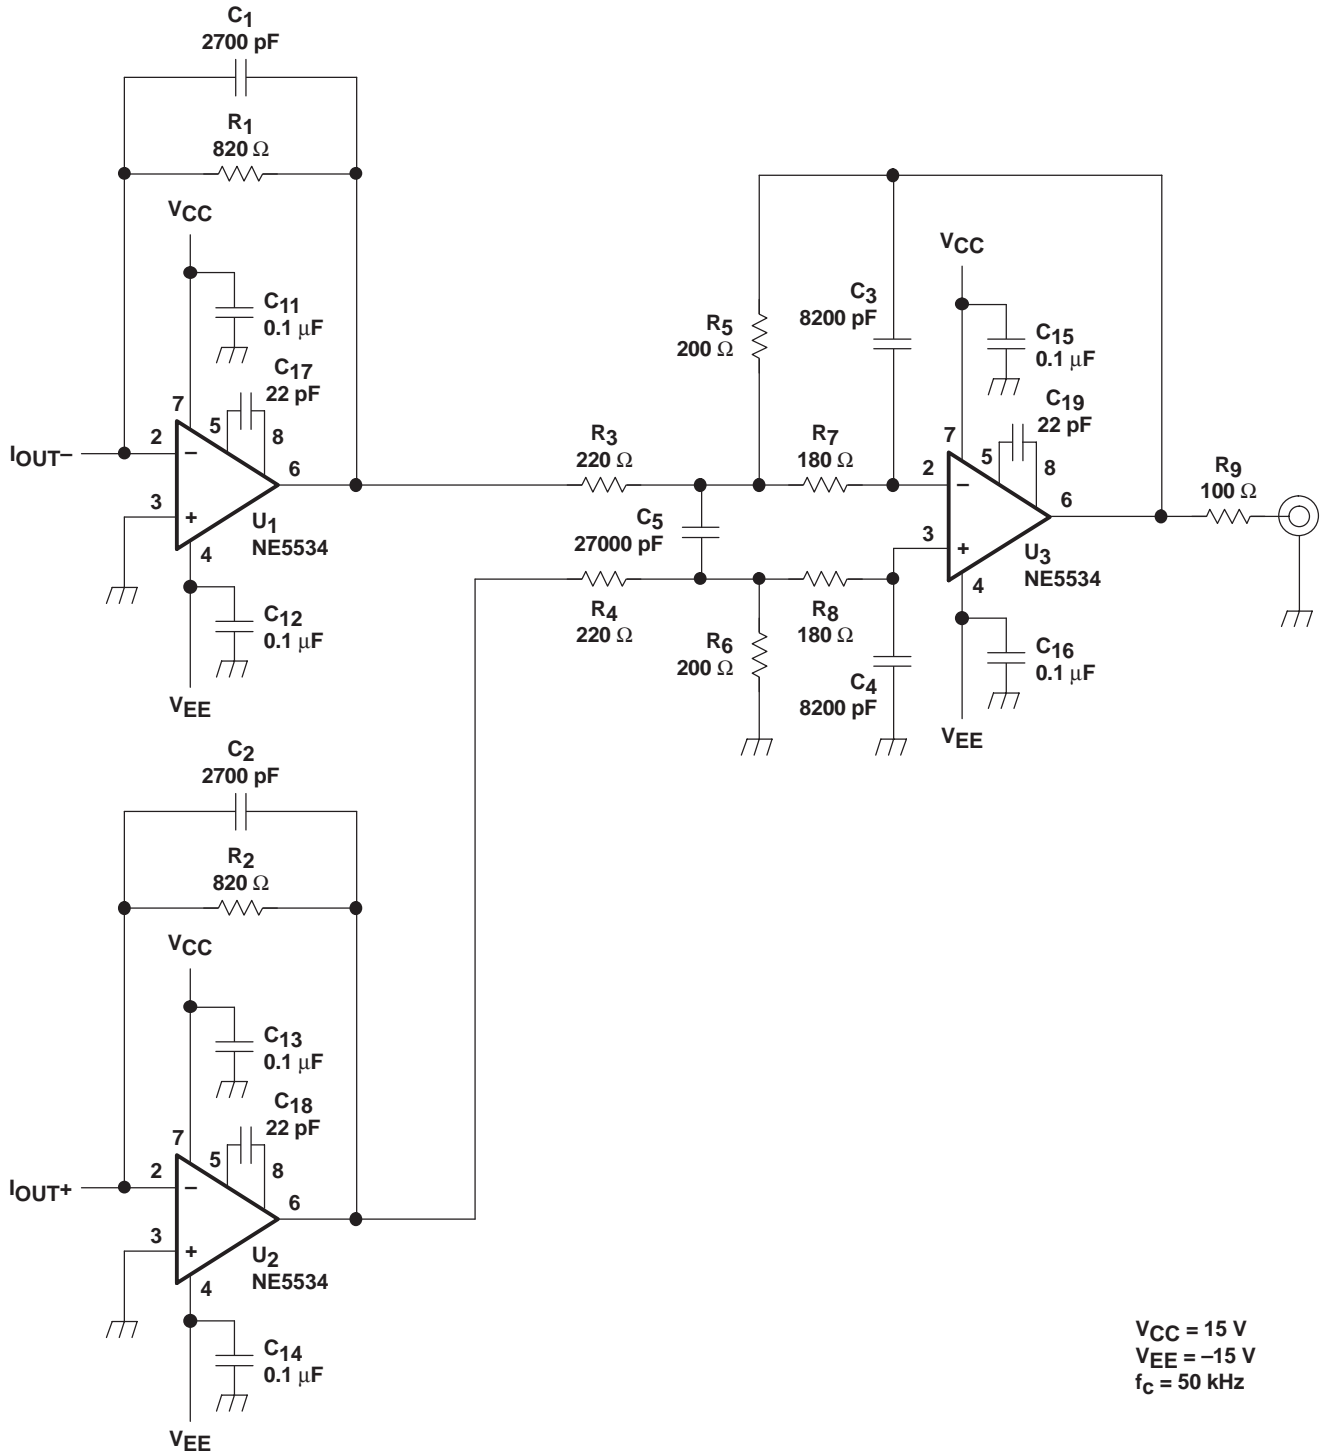 C1
2700 pF
R1
820 Ω
VCC
C11
0.1 μF
C17
22 pF
7
5
8
2
IOUT–
–
6
3
+
U1
NE5534
4
C12
0.1 μF
VEE
R3
220 Ω
R5
200 Ω
C3
8200 pF
R7
180 Ω
C5
27000 pF
R4
220 Ω
R6
200 Ω
R8
180 Ω
C4
8200 pF
VCC
C15
0.1 μF
C19
22 pF
7
5
8
2
–
6
3
+
U3
NE5534
4
C16
0.1 μF
VEE
R9
100 Ω
C2
2700 pF
R2
820 Ω
VCC
C13
0.1 μF
C18
22 pF
7
5
8
2
IOUT+
–
6
3
+
U2
NE5534
4
C14
0.1 μF
VEE
VCC = 15 V
VEE = –15 V
fc = 50 kHz